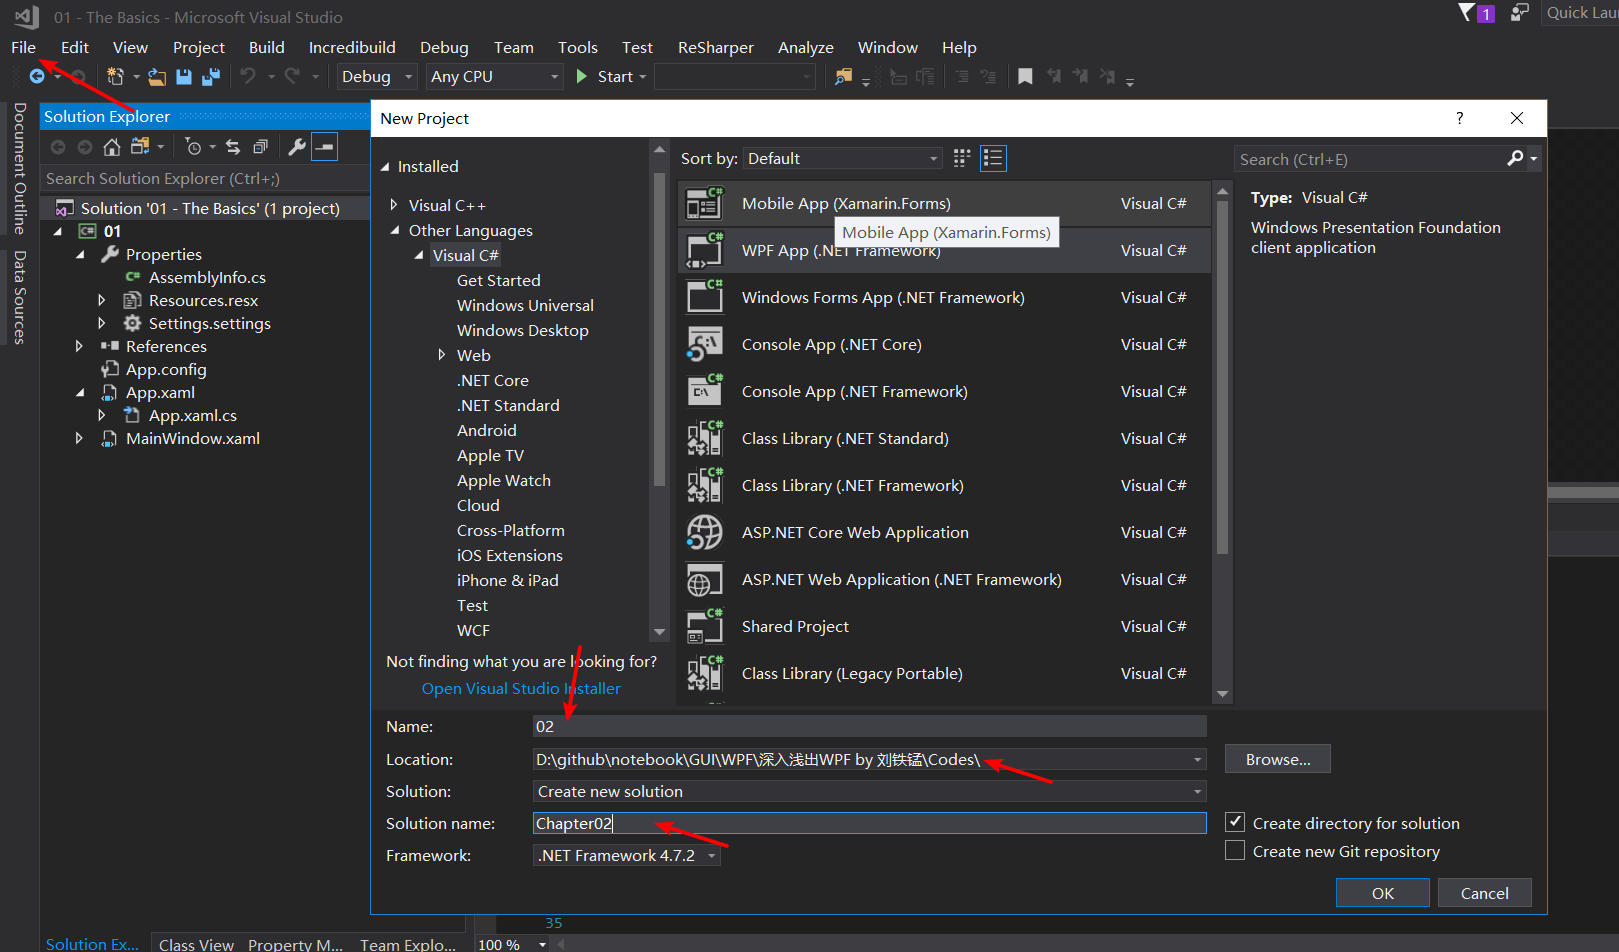 01 - The Basics - Microsoft Visual Studio
1
Quick Lau
File Edit View Project Build Incredibuild Debug Team Tools Test ReSharper Analyze Window Help
Debug Any CPU Start
Document Outline
Data Sources
Solution Explorer
Search Solution Explorer (Ctrl+;)
Solution '01 - The Basics' (1 project)
C# 01
Properties
C# AssemblyInfo.cs
Resources.resx
Settings.settings
References
App.config
App.xaml
App.xaml.cs
MainWindow.xaml
New Project
?
Installed
Visual C++
Other Languages
Visual C#
Get Started
Windows Universal
Windows Desktop
Web
.NET Core
.NET Standard
Android
Apple TV
Apple Watch
Cloud
Cross-Platform
iOS Extensions
iPhone & iPad
Test
WCF
Not finding what you are looking for?
Open Visual Studio Installer
Sort by: Default
Mobile App (Xamarin.Forms) Visual C#
Mobile App (Xamarin.Forms)
WPF App (.NET Framework) Visual C#
Windows Forms App (.NET Framework) Visual C#
Console App (.NET Core) Visual C#
Console App (.NET Framework) Visual C#
Class Library (.NET Standard) Visual C#
Class Library (.NET Framework) Visual C#
ASP.NET Core Web Application Visual C#
ASP.NET Web Application (.NET Framework) Visual C#
Shared Project Visual C#
Class Library (Legacy Portable) Visual C#
Search (Ctrl+E)
Type: Visual C#
Windows Presentation Foundation
client application
Name: 02
Location: D:\github\notebook\GUI\WPF\深入浅出WPF by 刘铁锰\Codes\
Browse...
Solution: Create new solution
Solution name: Chapter02
Create directory for solution
Framework: .NET Framework 4.7.2
Create new Git repository
OK Cancel
35
Solution Ex... Class View Property M... Team Explo... 100 %